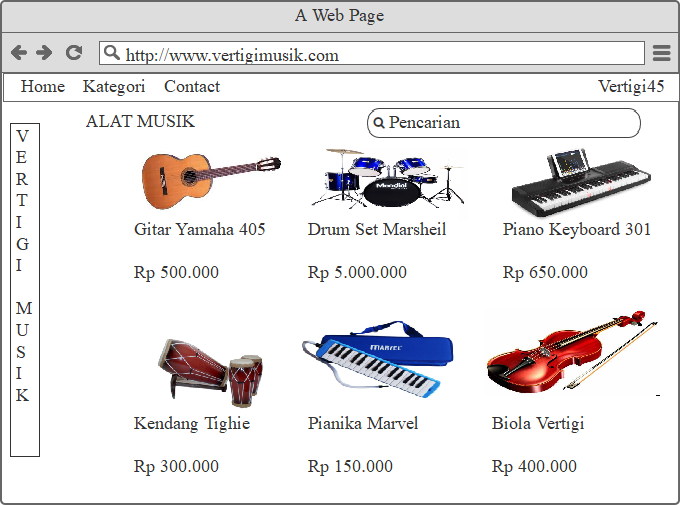 A Web Page
http://www.vertigimusik.com
Home Kategori Contact Vertigi45
V
E
R
T
I
G
I
M
U
S
I
K
ALAT MUSIK
Pencarian
Mondial
Gitar Yamaha 405 Drum Set Marsheil Piano Keyboard 301
Rp 500.000 Rp 5.000.000 Rp 650.000
MARVEL
Kendang Tighie Pianika Marvel Biola Vertigi
Rp 300.000 Rp 150.000 Rp 400.000